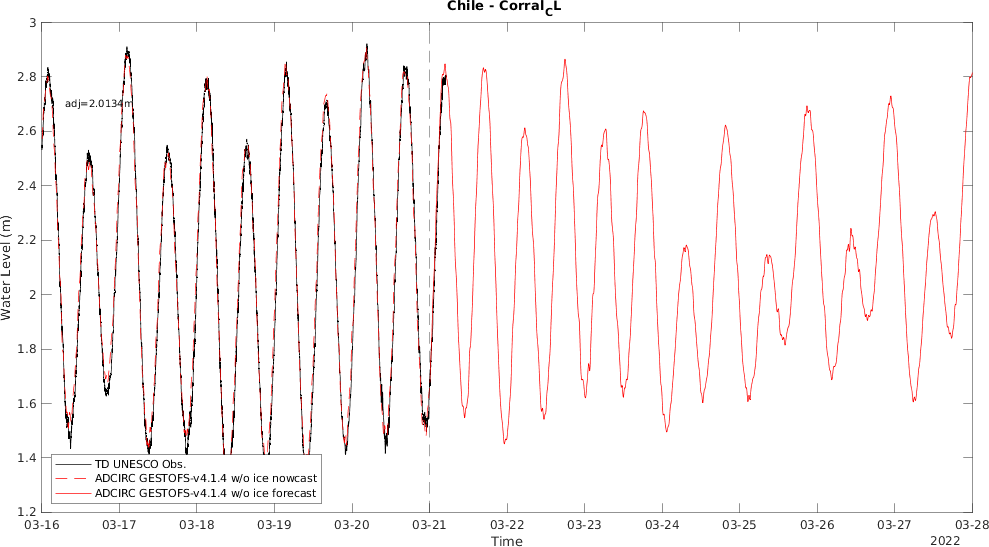 Chile - Corral_CL
3
2.8
2.6
2.4
2.2
2
1.8
1.6
1.4
1.2
Water Level (m)
adj=2.0134m
TD UNESCO Obs.
ADCIRC GESTOFS-v4.1.4 w/o ice nowcast
ADCIRC GESTOFS-v4.1.4 w/o ice forecast
03-16 03-17 03-18 03-19 03-20 03-21 03-22 03-23 03-24 03-25 03-26 03-27 03-28
Time
2022